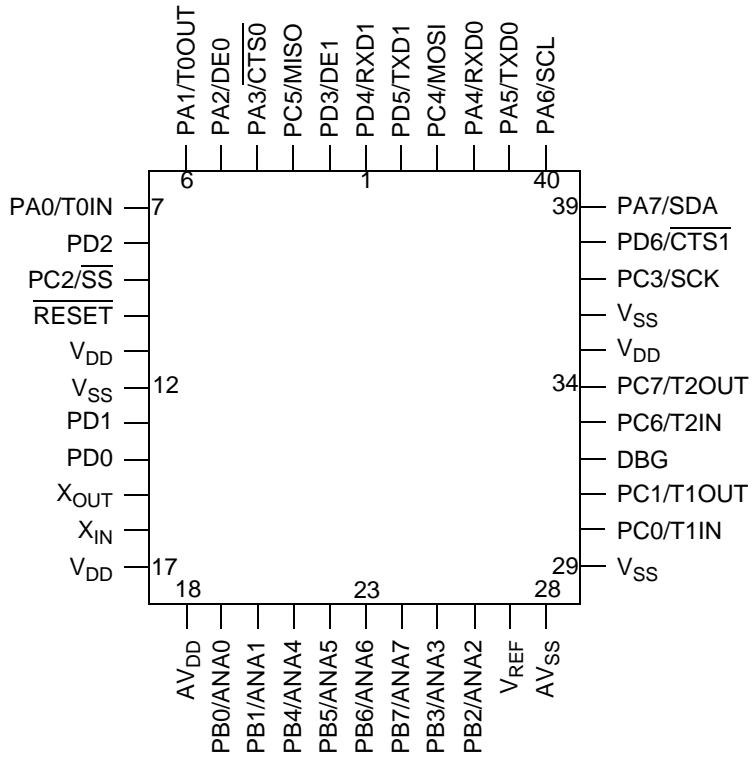 PA1/T0OUT
PA2/DE0
PA3/CTS0
PC5/MISO
PD3/DE1
PD4/RXD1
PD5/TXD1
PC4/MOSI
PA4/RXD0
PA5/TXD0
PA6/SCL
6
1
40
PA0/T0IN
7
39
PA7/SDA
PD2
PD6/CTS1
PC2/SS
PC3/SCK
RESET
VSS
VDD
VDD
VSS
12
34
PC7/T2OUT
PD1
PC6/T2IN
PD0
DBG
XOUT
PC1/T1OUT
XIN
PC0/T1IN
VDD
17
29
VSS
18
23
28
AVDD
PB0/ANA0
PB1/ANA1
PB4/ANA4
PB5/ANA5
PB6/ANA6
PB7/ANA7
PB3/ANA3
PB2/ANA2
VREF
AVSS